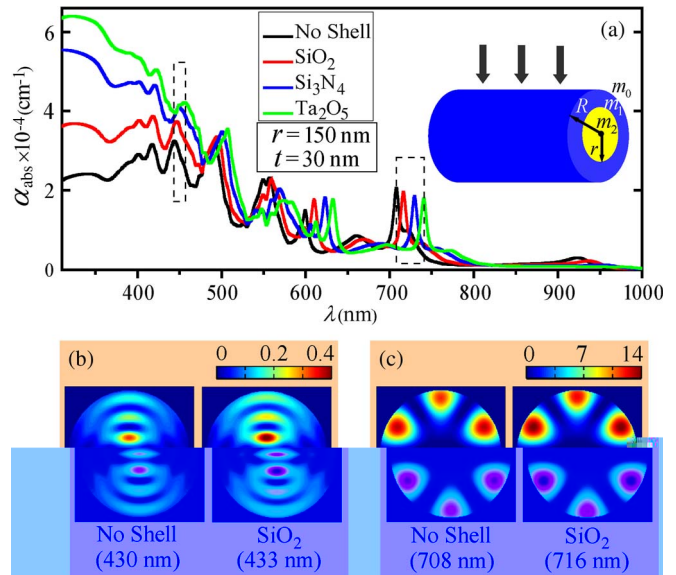 (a)
No Shell
SiO₂
Si₃N₄
Ta₂O₅
r = 150 nm
t = 30 nm
m₀
m₁
m₂
R
r
α_abs ×10⁻⁴ (cm⁻¹)
6
4
2
0
400 500 600 700 800 900 1000
λ(nm)
(b)
0 0.2 0.4
No Shell
(430 nm)
SiO₂
(433 nm)
(c)
0 7 14
No Shell
(708 nm)
SiO₂
(716 nm)